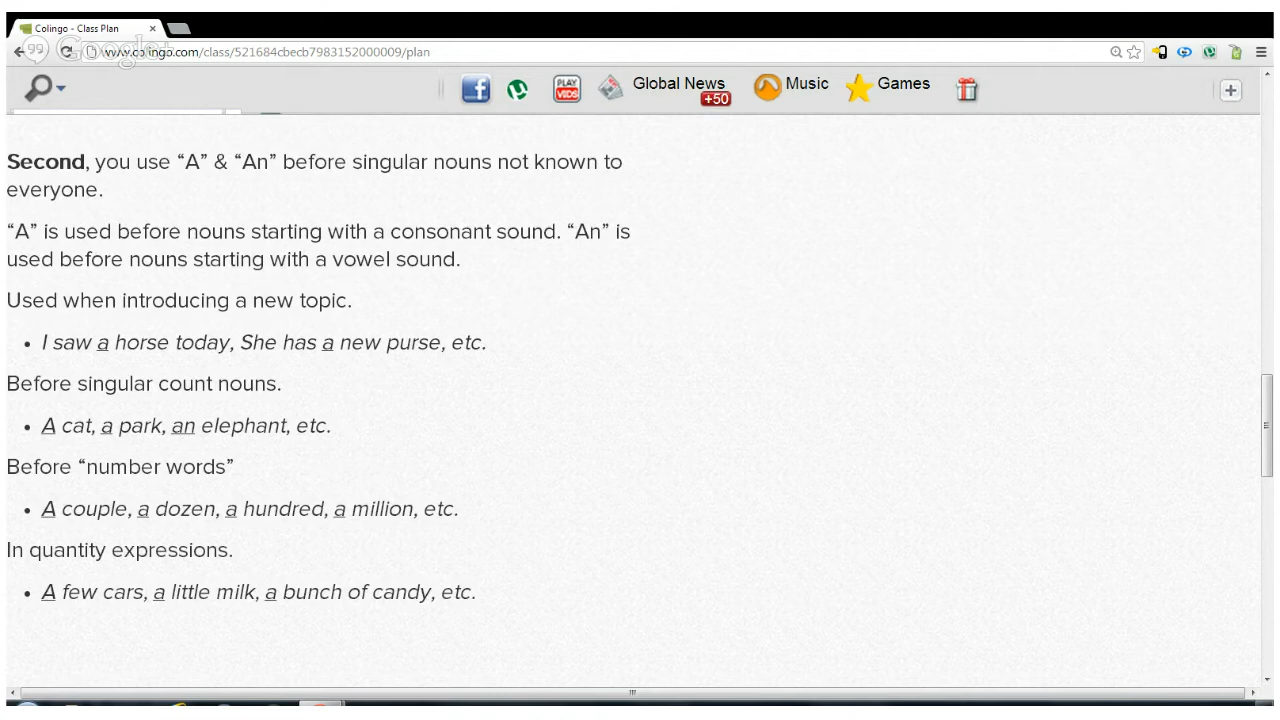 Colingo - Class Plan
Google+
www.colingo.com/class/521684cbecb7983152000009/plan
PLAY VIDS
Global News
+50
Music
Games
Second, you use “A” & “An” before singular nouns not known to
everyone.
“A” is used before nouns starting with a consonant sound. “An” is
used before nouns starting with a vowel sound.
Used when introducing a new topic.
• I saw a horse today, She has a new purse, etc.
Before singular count nouns.
• A cat, a park, an elephant, etc.
Before “number words”
• A couple, a dozen, a hundred, a million, etc.
In quantity expressions.
• A few cars, a little milk, a bunch of candy, etc.